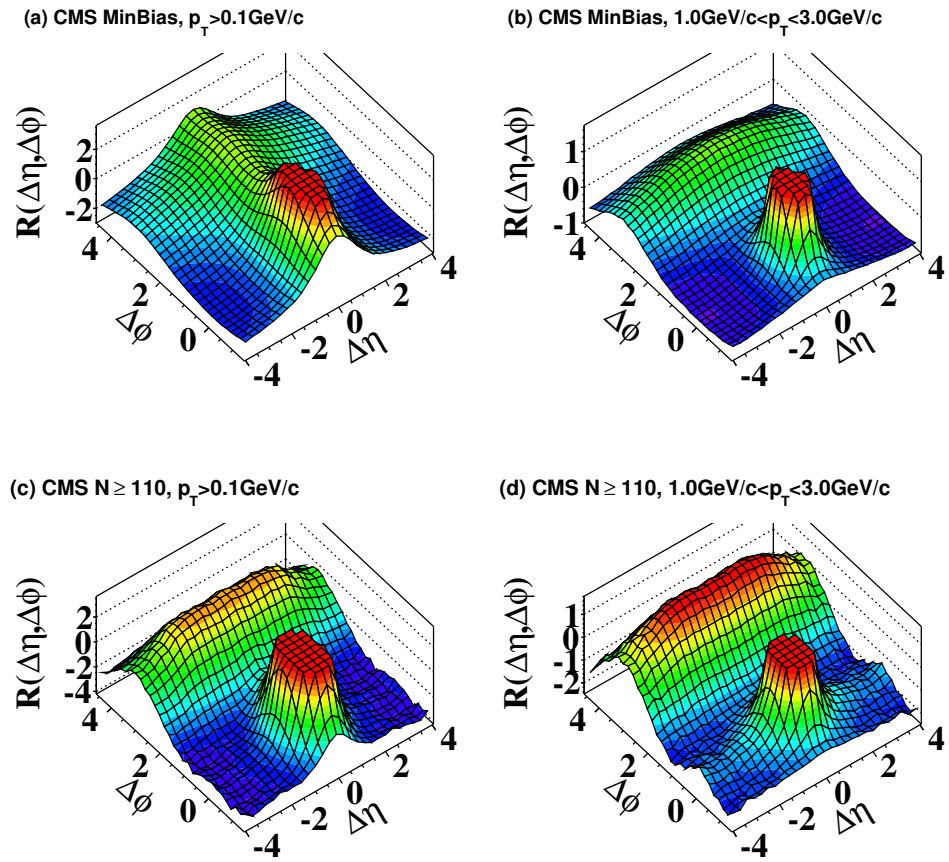 (a) CMS MinBias, p_T>0.1GeV/c
R(Δη,Δφ)
2
0
-2
4
2
0
Δφ
-4
-2
0
2
4
Δη
(b) CMS MinBias, 1.0GeV/c<p_T<3.0GeV/c
R(Δη,Δφ)
1
0
-1
4
2
0
Δφ
-4
-2
0
2
4
Δη
(c) CMS N ≥ 110, p_T>0.1GeV/c
R(Δη,Δφ)
2
0
-2
-4
4
2
0
Δφ
-4
-2
0
2
4
Δη
(d) CMS N ≥ 110, 1.0GeV/c<p_T<3.0GeV/c
R(Δη,Δφ)
1
0
-1
-2
4
2
0
Δφ
-4
-2
0
2
4
Δη